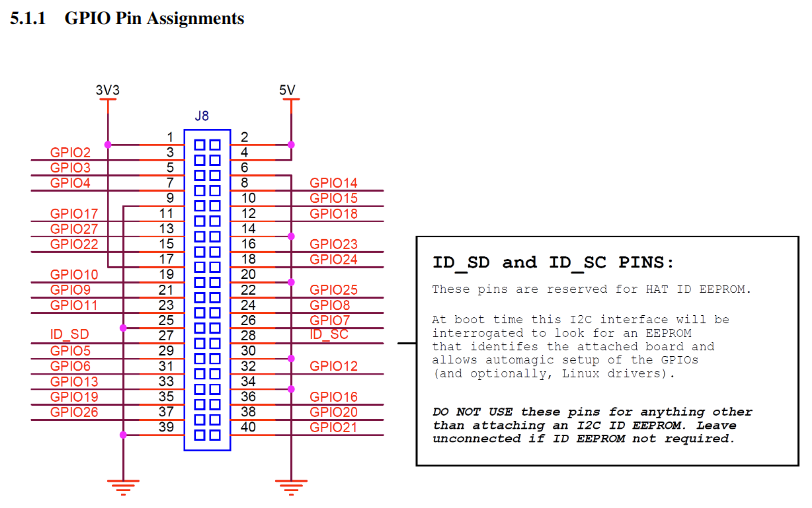 5.1.1 GPIO Pin Assignments
3V3 5V
J8
1 2
GPIO2 3 4
GPIO3 5 6
GPIO4 7 8 GPIO14
9 10 GPIO15
GPIO17 11 12 GPIO18
GPIO27 13 14
GPIO22 15 16 GPIO23
17 18 GPIO24
GPIO10 19 20
GPIO9 21 22 GPIO25
GPIO11 23 24 GPIO8
25 26 GPIO7
ID_SD 27 28 ID_SC
GPIO5 29 30
GPIO6 31 32 GPIO12
GPIO13 33 34
GPIO19 35 36 GPIO16
GPIO26 37 38 GPIO20
39 40 GPIO21
ID_SD and ID_SC PINS:
These pins are reserved for HAT ID EEPROM.
At boot time this I2C interface will be
interrogated to look for an EEPROM
that identifes the attached board and
allows automagic setup of the GPIOs
(and optionally, Linux drivers).
DO NOT USE these pins for anything other
than attaching an I2C ID EEPROM. Leave
unconnected if ID EEPROM not required.